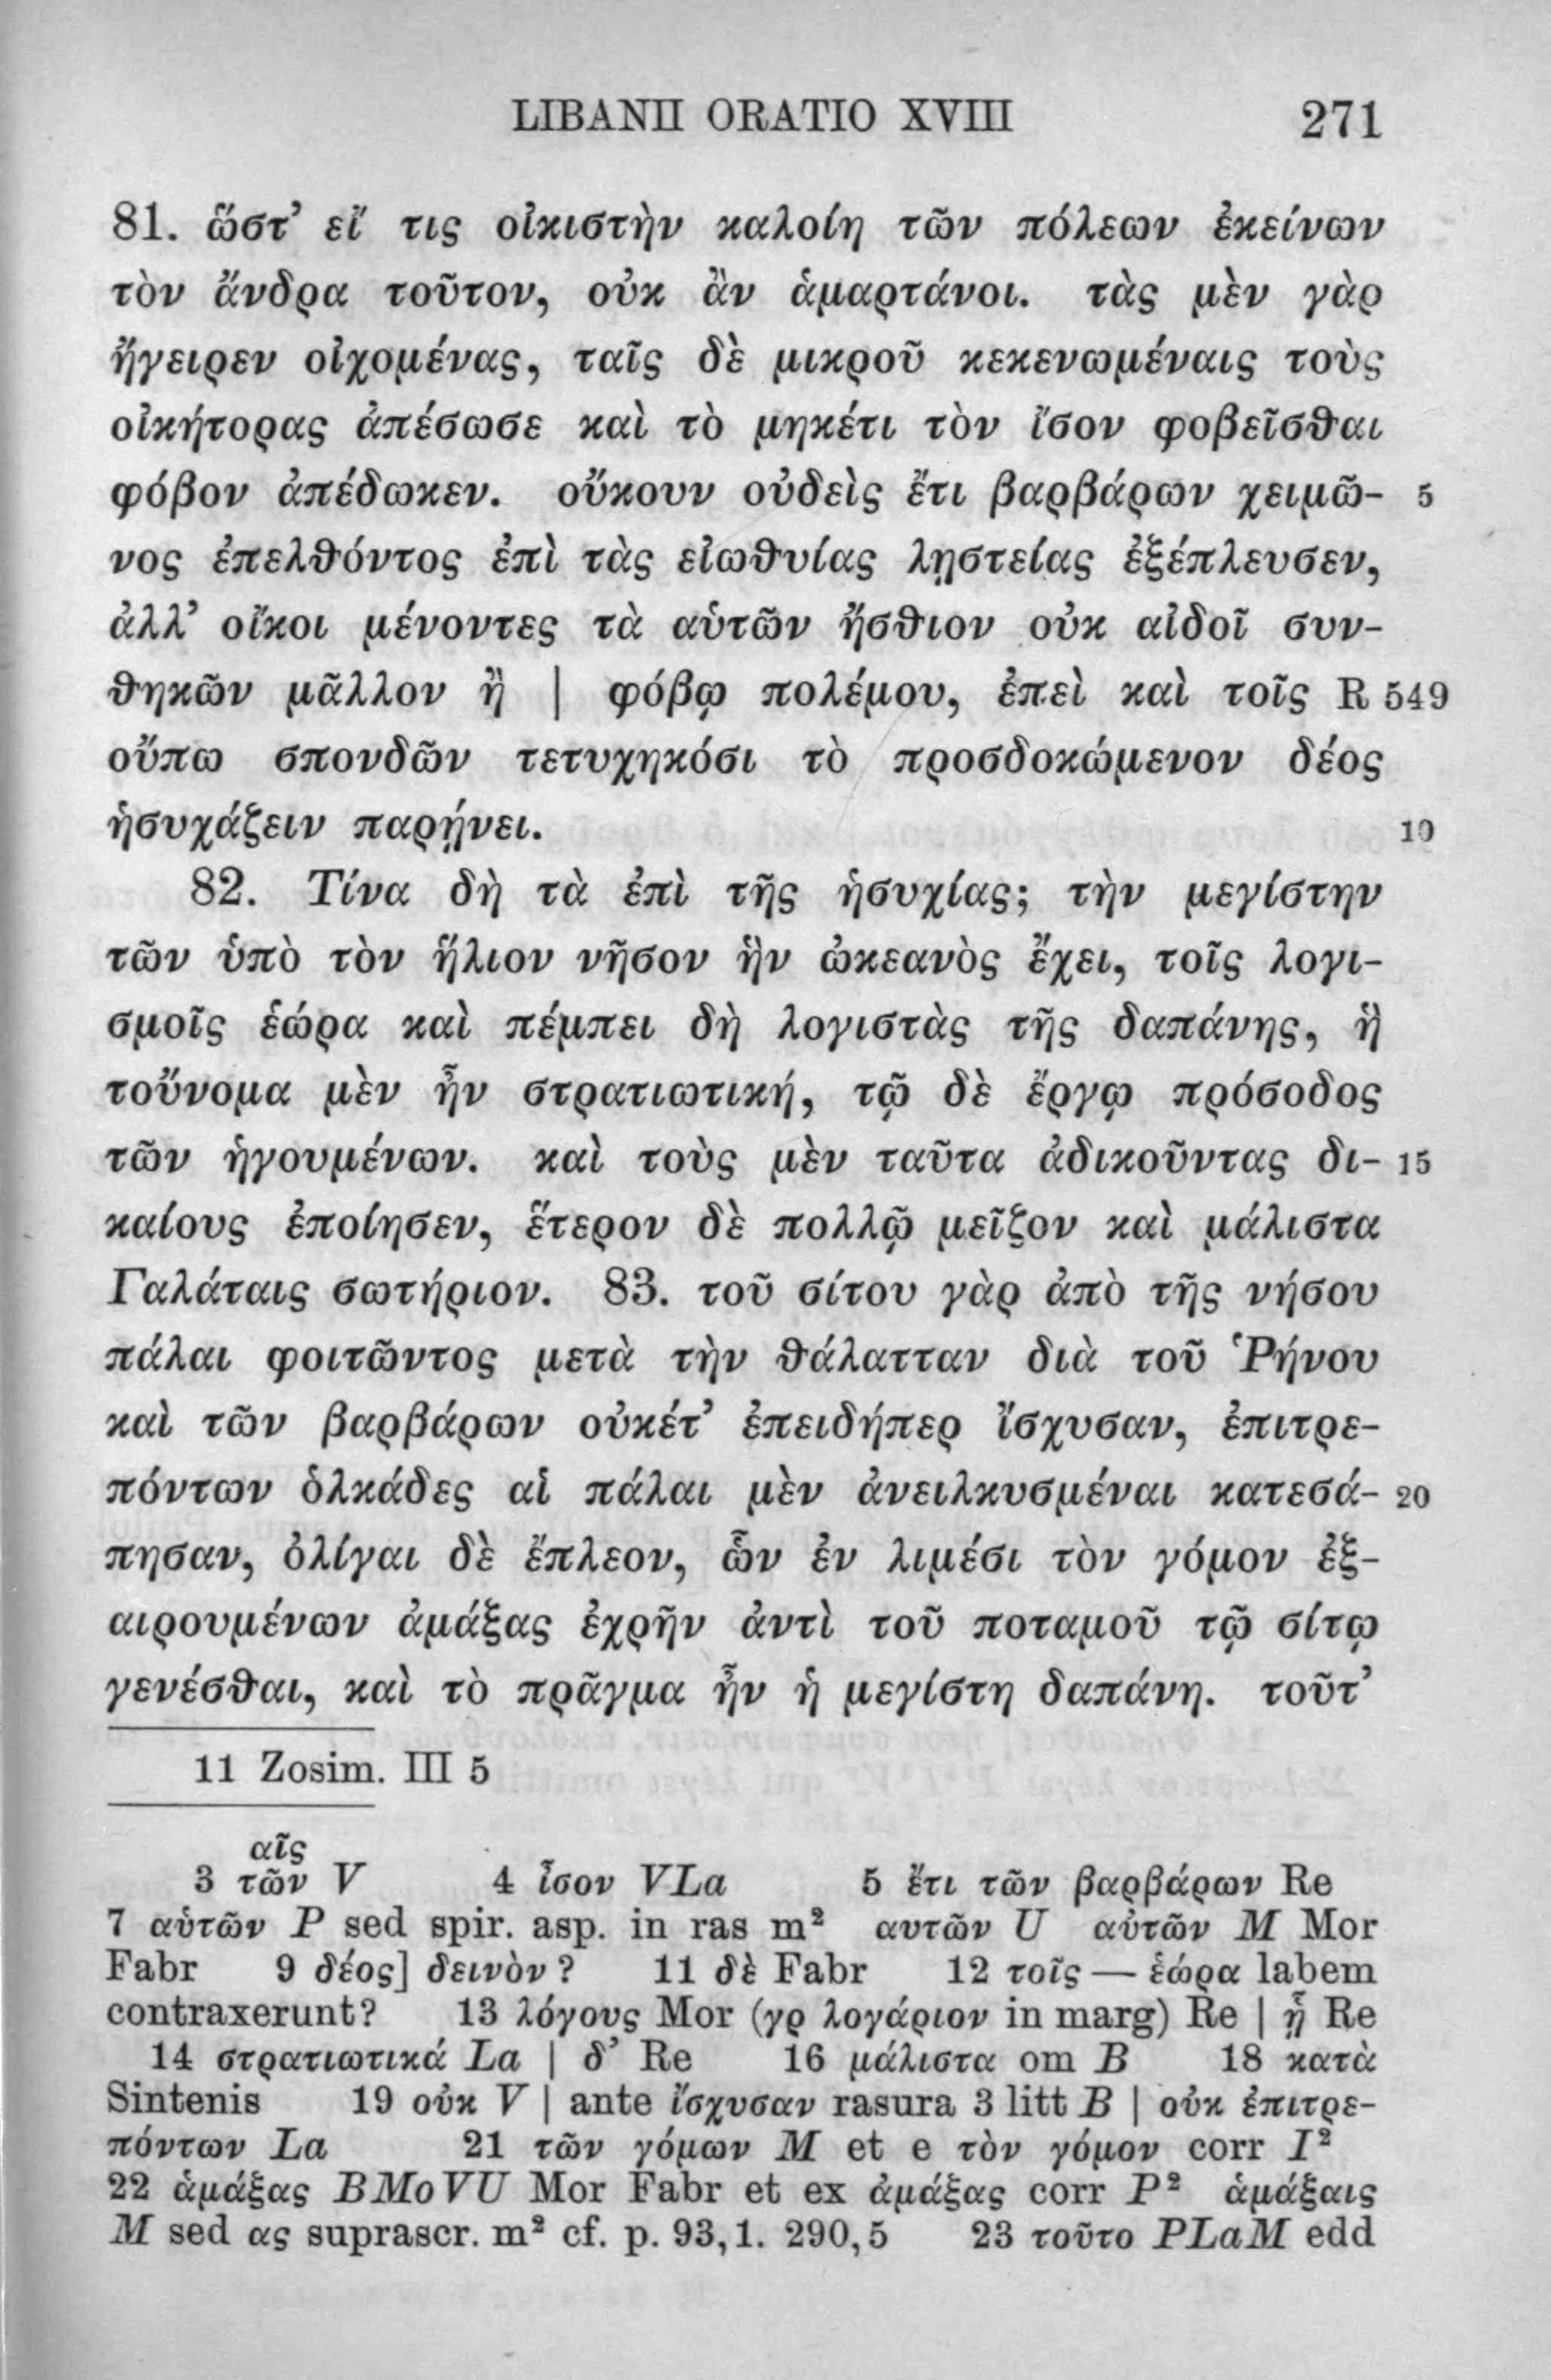 LIBANII ORATIO XVIII 271
81. ὥστ’ εἴ τις οἰκιστὴν καλοίη τῶν πόλεων ἐκείνων
τὸν ἄνδρα τοῦτον, οὐκ ἂν ἁμαρτάνοι. τὰς μὲν γὰρ
ἤγειρεν οἰχομένας, ταῖς δὲ μικροῦ κεκενωμέναις τοὺς
οἰκήτορας ἀπέσωσε καὶ τὸ μηκέτι τὸν ἴσον φοβεῖσθαι
φόβον ἀπέδωκεν. οὔκουν οὐδεὶς ἔτι βαρβάρων χειμῶ- 5
νος ἐπελθόντος ἐπὶ τὰς εἰωθυίας λῃστείας ἐξέπλευσεν,
ἀλλ’ οἴκοι μένοντες τὰ αὑτῶν ἤσθιον οὐκ αἰδοῖ συν-
θηκῶν μᾶλλον ἢ | φόβῳ πολέμου, ἐπεὶ καὶ τοῖς R 549
οὔπω σπονδῶν τετυχηκόσι τὸ προσδοκώμενον δέος
ἡσυχάζειν παρῄνει. 10
82. Τίνα δὴ τὰ ἐπὶ τῆς ἡσυχίας; τὴν μεγίστην
τῶν ὑπὸ τὸν ἥλιον νῆσον ἣν ὠκεανὸς ἔχει, τοῖς λογι-
σμοῖς ἑώρα καὶ πέμπει δὴ λογιστὰς τῆς δαπάνης, ἣ
τοὔνομα μὲν ἦν στρατιωτική, τῷ δὲ ἔργῳ πρόσοδος
τῶν ἡγουμένων. καὶ τοὺς μὲν ταῦτα ἀδικοῦντας δι- 15
καίους ἐποίησεν, ἕτερον δὲ πολλῷ μεῖζον καὶ μάλιστα
Γαλάταις σωτήριον. 83. τοῦ σίτου γὰρ ἀπὸ τῆς νήσου
πάλαι φοιτῶντος μετὰ τὴν θάλατταν διὰ τοῦ Ῥήνου
καὶ τῶν βαρβάρων οὐκέτ’ ἐπειδήπερ ἴσχυσαν, ἐπιτρε-
πόντων ὁλκάδες αἱ πάλαι μὲν ἀνειλκυσμέναι κατεσά- 20
πησαν, ὀλίγαι δὲ ἔπλεον, ὧν ἐν λιμέσι τὸν γόμον ἐξ-
αιρουμένων ἀμάξας ἐχρῆν ἀντὶ τοῦ ποταμοῦ τῷ σίτῳ
γενέσθαι, καὶ τὸ πρᾶγμα ἦν ἡ μεγίστη δαπάνη. τοῦτ’
11 Zosim. III 5
αῖς
3 τῶν V 4 ἶσον VLa 5 ἔτι τῶν βαρβάρων Re
7 αὑτῶν P sed spir. asp. in ras m² αυτῶν U αὐτῶν M Mor
Fabr 9 δέος] δεινὸν? 11 δὲ Fabr 12 τοῖς — ἑώρα labem
contraxerunt? 13 λόγους Mor (γρ λογάριον in marg) Re | ᾗ Re
14 στρατιωτικά La | δ’ Re 16 μάλιστα om B 18 κατὰ
Sintenis 19 οὐκ V | ante ἴσχυσαν rasura 3 litt B | οὐκ ἐπιτρε-
πόντων La 21 τῶν γόμων M et e τὸν γόμον corr I²
22 ἁμάξας BMoVU Mor Fabr et ex ἀμάξας corr P² ἁμάξαις
M sed ας suprascr. m² cf. p. 93,1. 290,5 23 τοῦτο PLaM edd